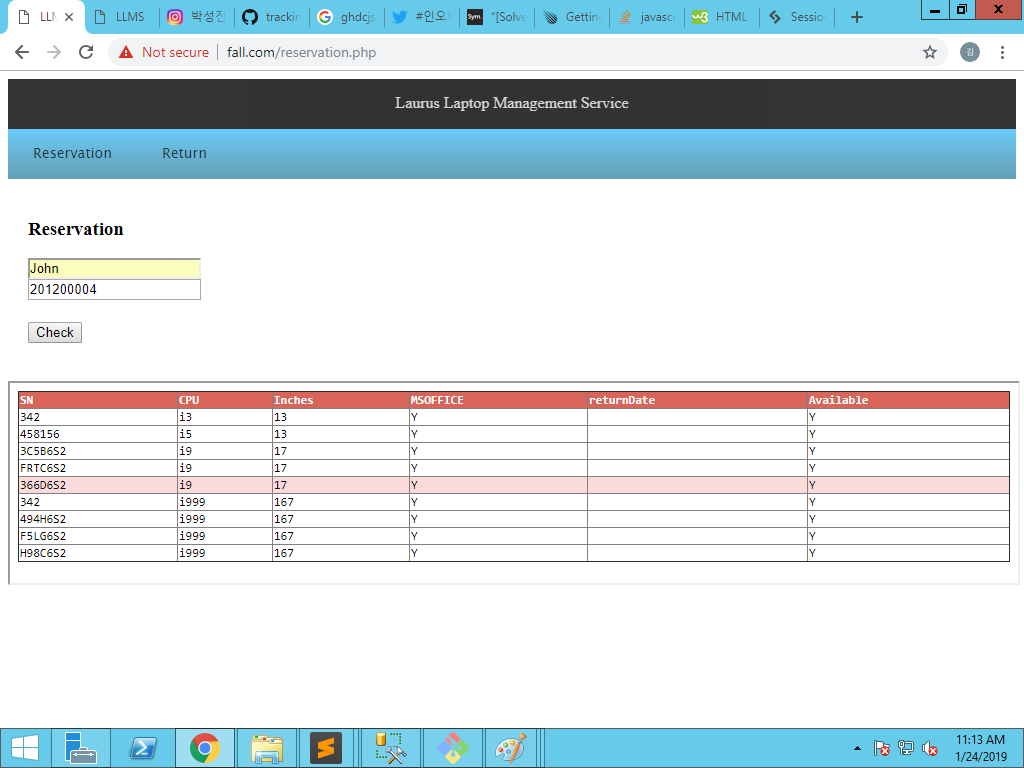 LLM
LLMS
박성진
trackin
ghdcjs
#인오
Sym.
"[Solve
Gettin
javasc
w3
HTML
Sessio
Not secure
fall.com/reservation.php
김
Laurus Laptop Management Service
Reservation Return
Reservation
John
201200004
Check
SN CPU Inches MSOFFICE returnDate Available
342 i3 13 Y Y
458156 i5 13 Y Y
3C5B6S2 i9 17 Y Y
FRTC6S2 i9 17 Y Y
366D6S2 i9 17 Y Y
342 i999 167 Y Y
494H6S2 i999 167 Y Y
F5LG6S2 i999 167 Y Y
H98C6S2 i999 167 Y Y
11:13 AM
1/24/2019